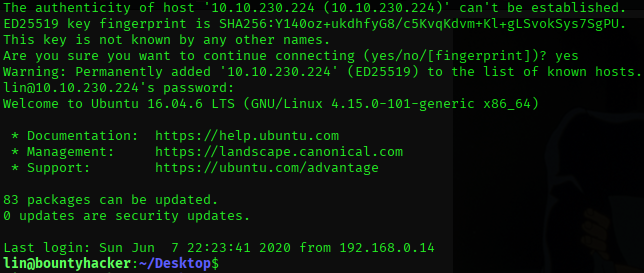 The authenticity of host '10.10.230.224 (10.10.230.224)' can't be established.
ED25519 key fingerprint is SHA256:Y140oz+ukdhfyG8/c5KvqKdvm+Kl+gLSvokSys7SgPU.
This key is not known by any other names.
Are you sure you want to continue connecting (yes/no/[fingerprint])? yes
Warning: Permanently added '10.10.230.224' (ED25519) to the list of known hosts.
lin@10.10.230.224's password:
Welcome to Ubuntu 16.04.6 LTS (GNU/Linux 4.15.0-101-generic x86_64)

 * Documentation:  https://help.ubuntu.com
 * Management:     https://landscape.canonical.com
 * Support:        https://ubuntu.com/advantage

83 packages can be updated.
0 updates are security updates.

Last login: Sun Jun  7 22:23:41 2020 from 192.168.0.14
lin@bountyhacker:~/Desktop$